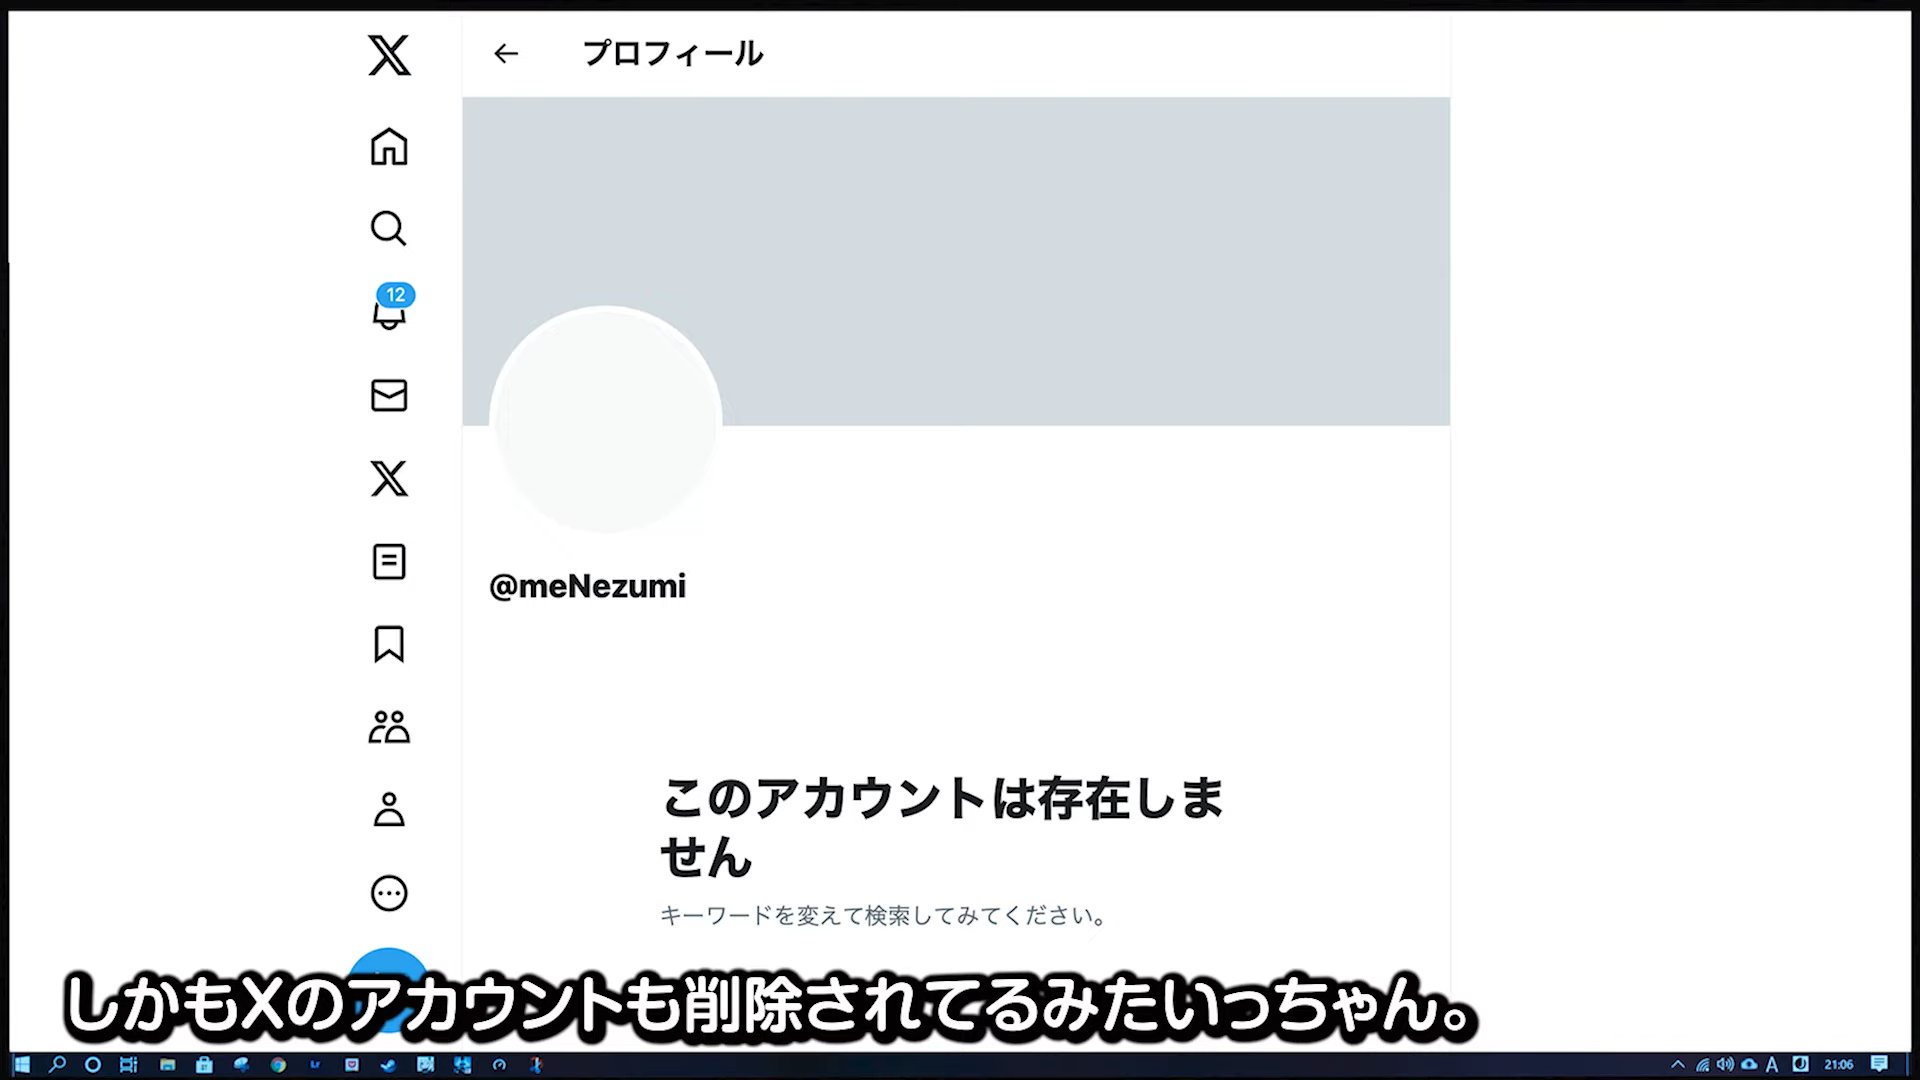 プロフィール
12
@meNezumi
このアカウントは存在しま
せん
キーワードを変えて検索してみてください。
しかもXのアカウントも削除されてるみたいっちゃん。
A
21:06